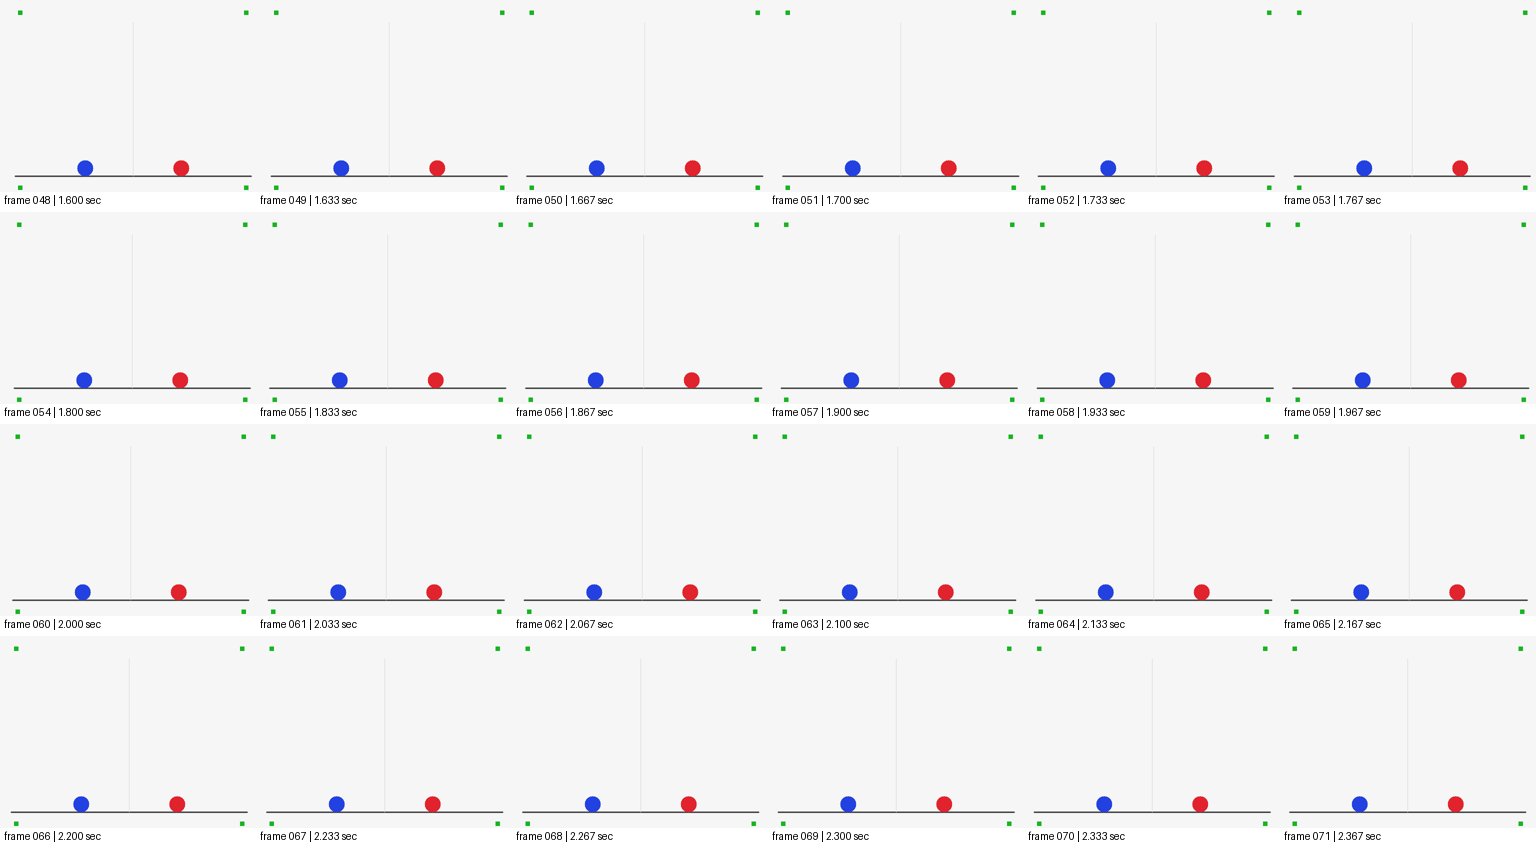 frame 048 | 1.600 sec
frame 049 | 1.633 sec
frame 050 | 1.667 sec
frame 051 | 1.700 sec
frame 052 | 1.733 sec
frame 053 | 1.767 sec
frame 054 | 1.800 sec
frame 055 | 1.833 sec
frame 056 | 1.867 sec
frame 057 | 1.900 sec
frame 058 | 1.933 sec
frame 059 | 1.967 sec
frame 060 | 2.000 sec
frame 061 | 2.033 sec
frame 062 | 2.067 sec
frame 063 | 2.100 sec
frame 064 | 2.133 sec
frame 065 | 2.167 sec
frame 066 | 2.200 sec
frame 067 | 2.233 sec
frame 068 | 2.267 sec
frame 069 | 2.300 sec
frame 070 | 2.333 sec
frame 071 | 2.367 sec